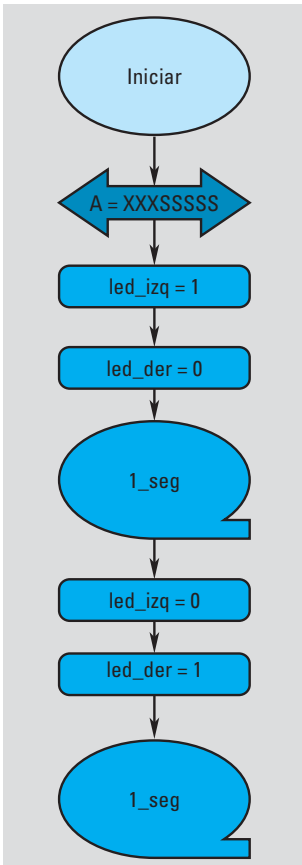 Iniciar
A = XXXSSSSS
led_izq = 1
led_der = 0
1_seg
led_izq = 0
led_der = 1
1_seg